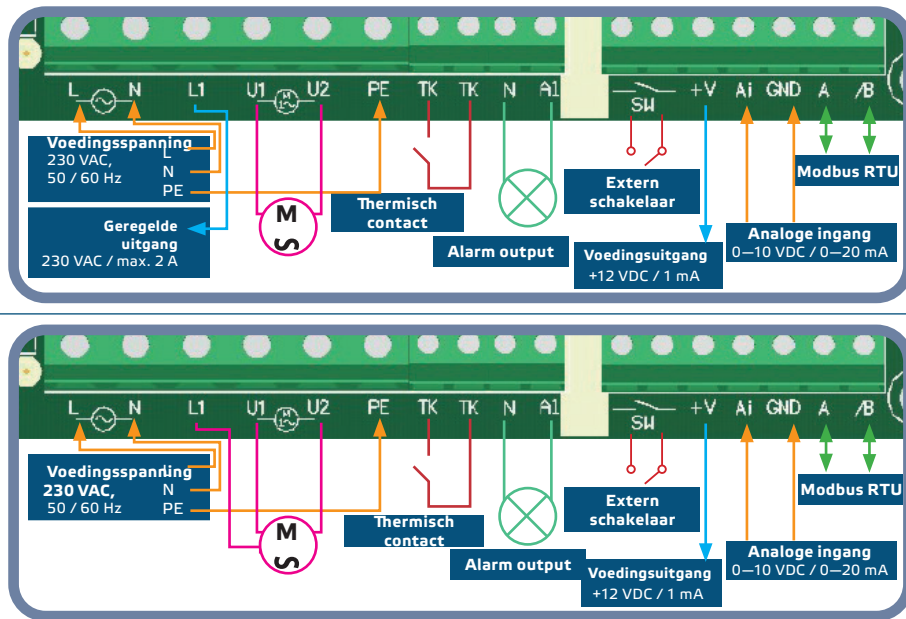 L N L1 U1 M 1~ U2 PE TK TK N A1 SW +V Ai GND A /B
Voedingsspanning
230 VAC, L
50 / 60 Hz N
PE
Geregelde
uitgang
230 VAC / max. 2 A
M
Thermisch
contact
Alarm output
Extern
schakelaar
Voedingsuitgang
+12 VDC / 1 mA
Modbus RTU
Analoge ingang
0—10 VDC / 0—20 mA
L N L1 U1 M 1~ U2 PE TK TK N A1 SW +V Ai GND A /B
Voedingsspanning
230 VAC, N
50 / 60 Hz PE
M
Thermisch
contact
Alarm output
Extern
schakelaar
Voedingsuitgang
+12 VDC / 1 mA
Modbus RTU
Analoge ingang
0—10 VDC / 0—20 mA